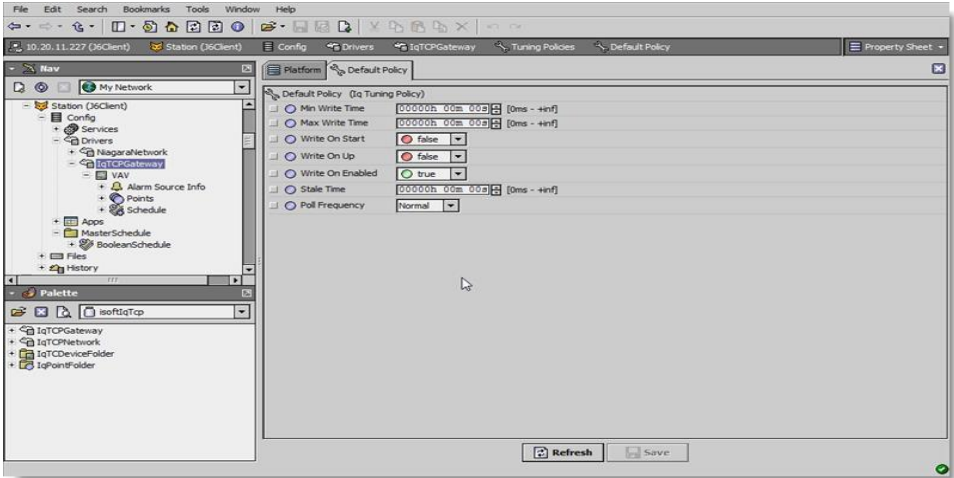 File Edit Search Bookmarks Tools Window Help
10.20.11.227 (J6Client) Station (J6Client) Config Drivers IqTCPGateway Tuning Policies Default Policy Property Sheet
Nav
My Network
Station (J6Client)
Config
Services
Drivers
NiagaraNetwork
IqTCPGateway
VAV
Alarm Source Info
Points
Schedule
Apps
MasterSchedule
BooleanSchedule
Files
History
Palette
isoftIqTcp
IqTCPGateway
IqTCPNetwork
IqTCDeviceFolder
IqPointFolder
Platform Default Policy
Default Policy (Iq Tuning Policy)
Min Write Time 00000h 00m 00s [0ms - +inf]
Max Write Time 00000h 00m 00s [0ms - +inf]
Write On Start false
Write On Up false
Write On Enabled true
Stale Time 00000h 00m 00s [0ms - +inf]
Poll Frequency Normal
Refresh Save